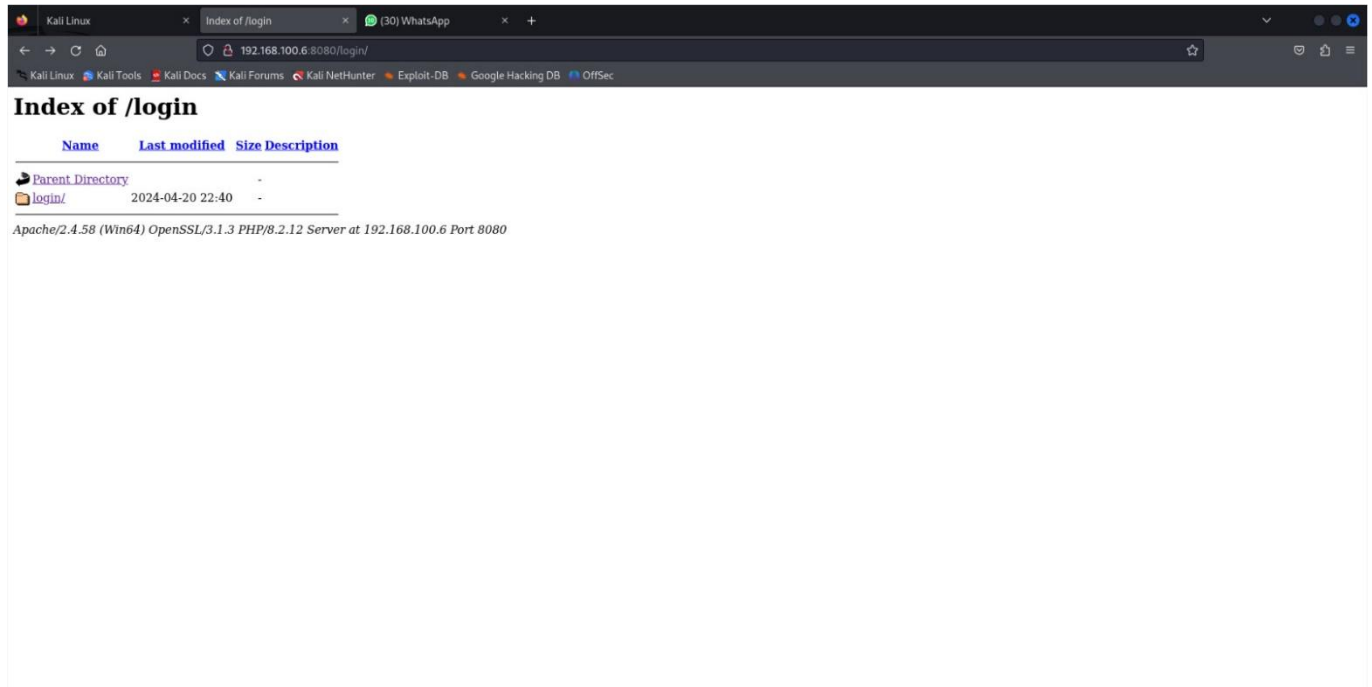 Kali Linux Index of /login (30) WhatsApp
192.168.100.6:8080/login/
Kali Linux Kali Tools Kali Docs Kali Forums Kali NetHunter Exploit-DB Google Hacking DB OffSec
Index of /login
Name Last modified Size Description
Parent Directory -
login/ 2024-04-20 22:40 -
Apache/2.4.58 (Win64) OpenSSL/3.1.3 PHP/8.2.12 Server at 192.168.100.6 Port 8080